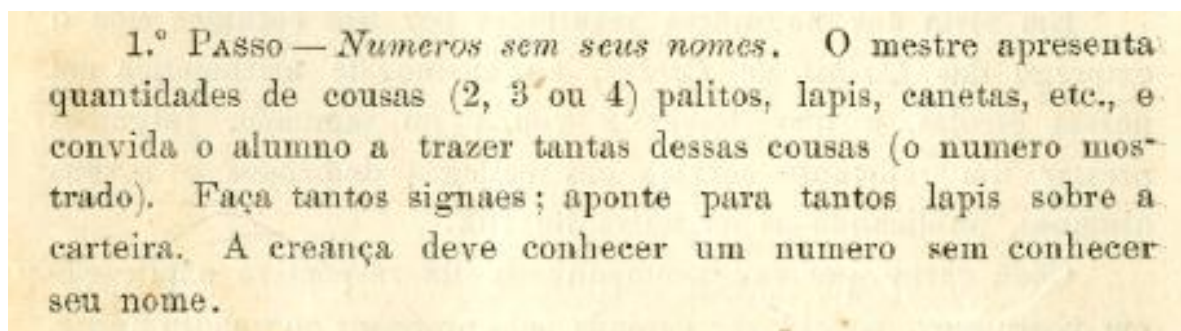 1.º Passo — Numeros sem seus nomes. O mestre apresenta
quantidades de cousas (2, 3 ou 4) palitos, lapis, canetas, etc., e
convida o alumno a trazer tantas dessas cousas (o numero mos-
trado). Faça tantos signaes; aponte para tantos lapis sobre a
carteira. A creança deve conhecer um numero sem conhecer
seu nome.